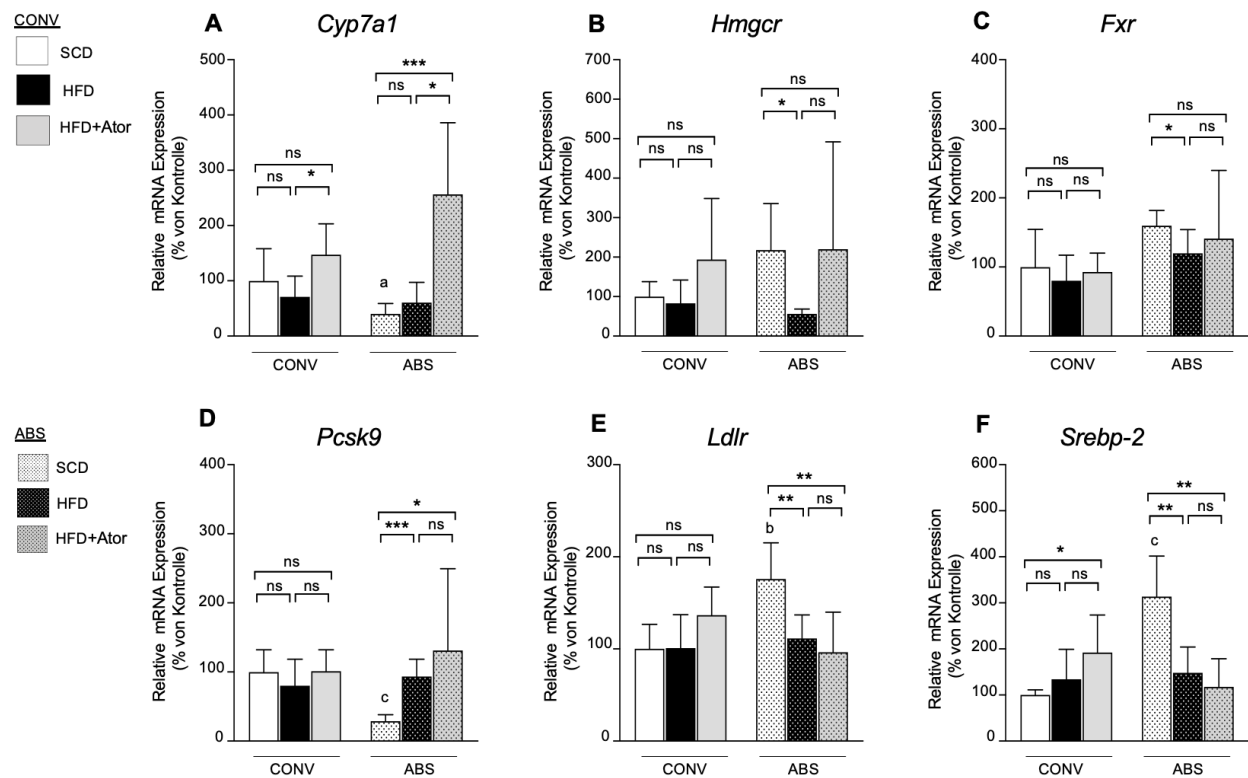 CONV
SCD
HFD
HFD+Ator
A
Cyp7a1
Relative mRNA Expression
(% von Kontrolle)
500
400
300
200
100
0
ns
ns
*
***
ns
*
a
CONV
ABS
B
Hmgcr
Relative mRNA Expression
(% von Kontrolle)
700
600
500
400
300
200
100
0
ns
ns
ns
ns
*
ns
CONV
ABS
C
Fxr
Relative mRNA Expression
(% von Kontrolle)
400
300
200
100
0
ns
ns
ns
ns
*
ns
CONV
ABS
ABS
SCD
HFD
HFD+Ator
D
Pcsk9
Relative mRNA Expression
(% von Kontrolle)
400
300
200
100
0
ns
ns
ns
*
***
ns
c
CONV
ABS
E
Ldlr
Relative mRNA Expression
(% von Kontrolle)
300
200
100
0
ns
ns
ns
**
**
ns
b
CONV
ABS
F
Srebp-2
Relative mRNA Expression
(% von Kontrolle)
600
500
400
300
200
100
0
*
ns
ns
**
**
ns
c
CONV
ABS